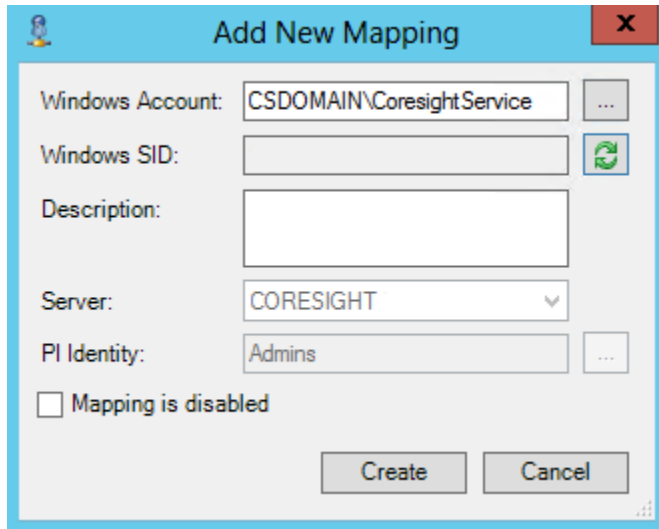 Add New Mapping
x
Windows Account: CSDOMAIN\CoresightService ...
Windows SID:
Description:
Server: CORESIGHT
PI Identity: Admins ...
Mapping is disabled
Create Cancel